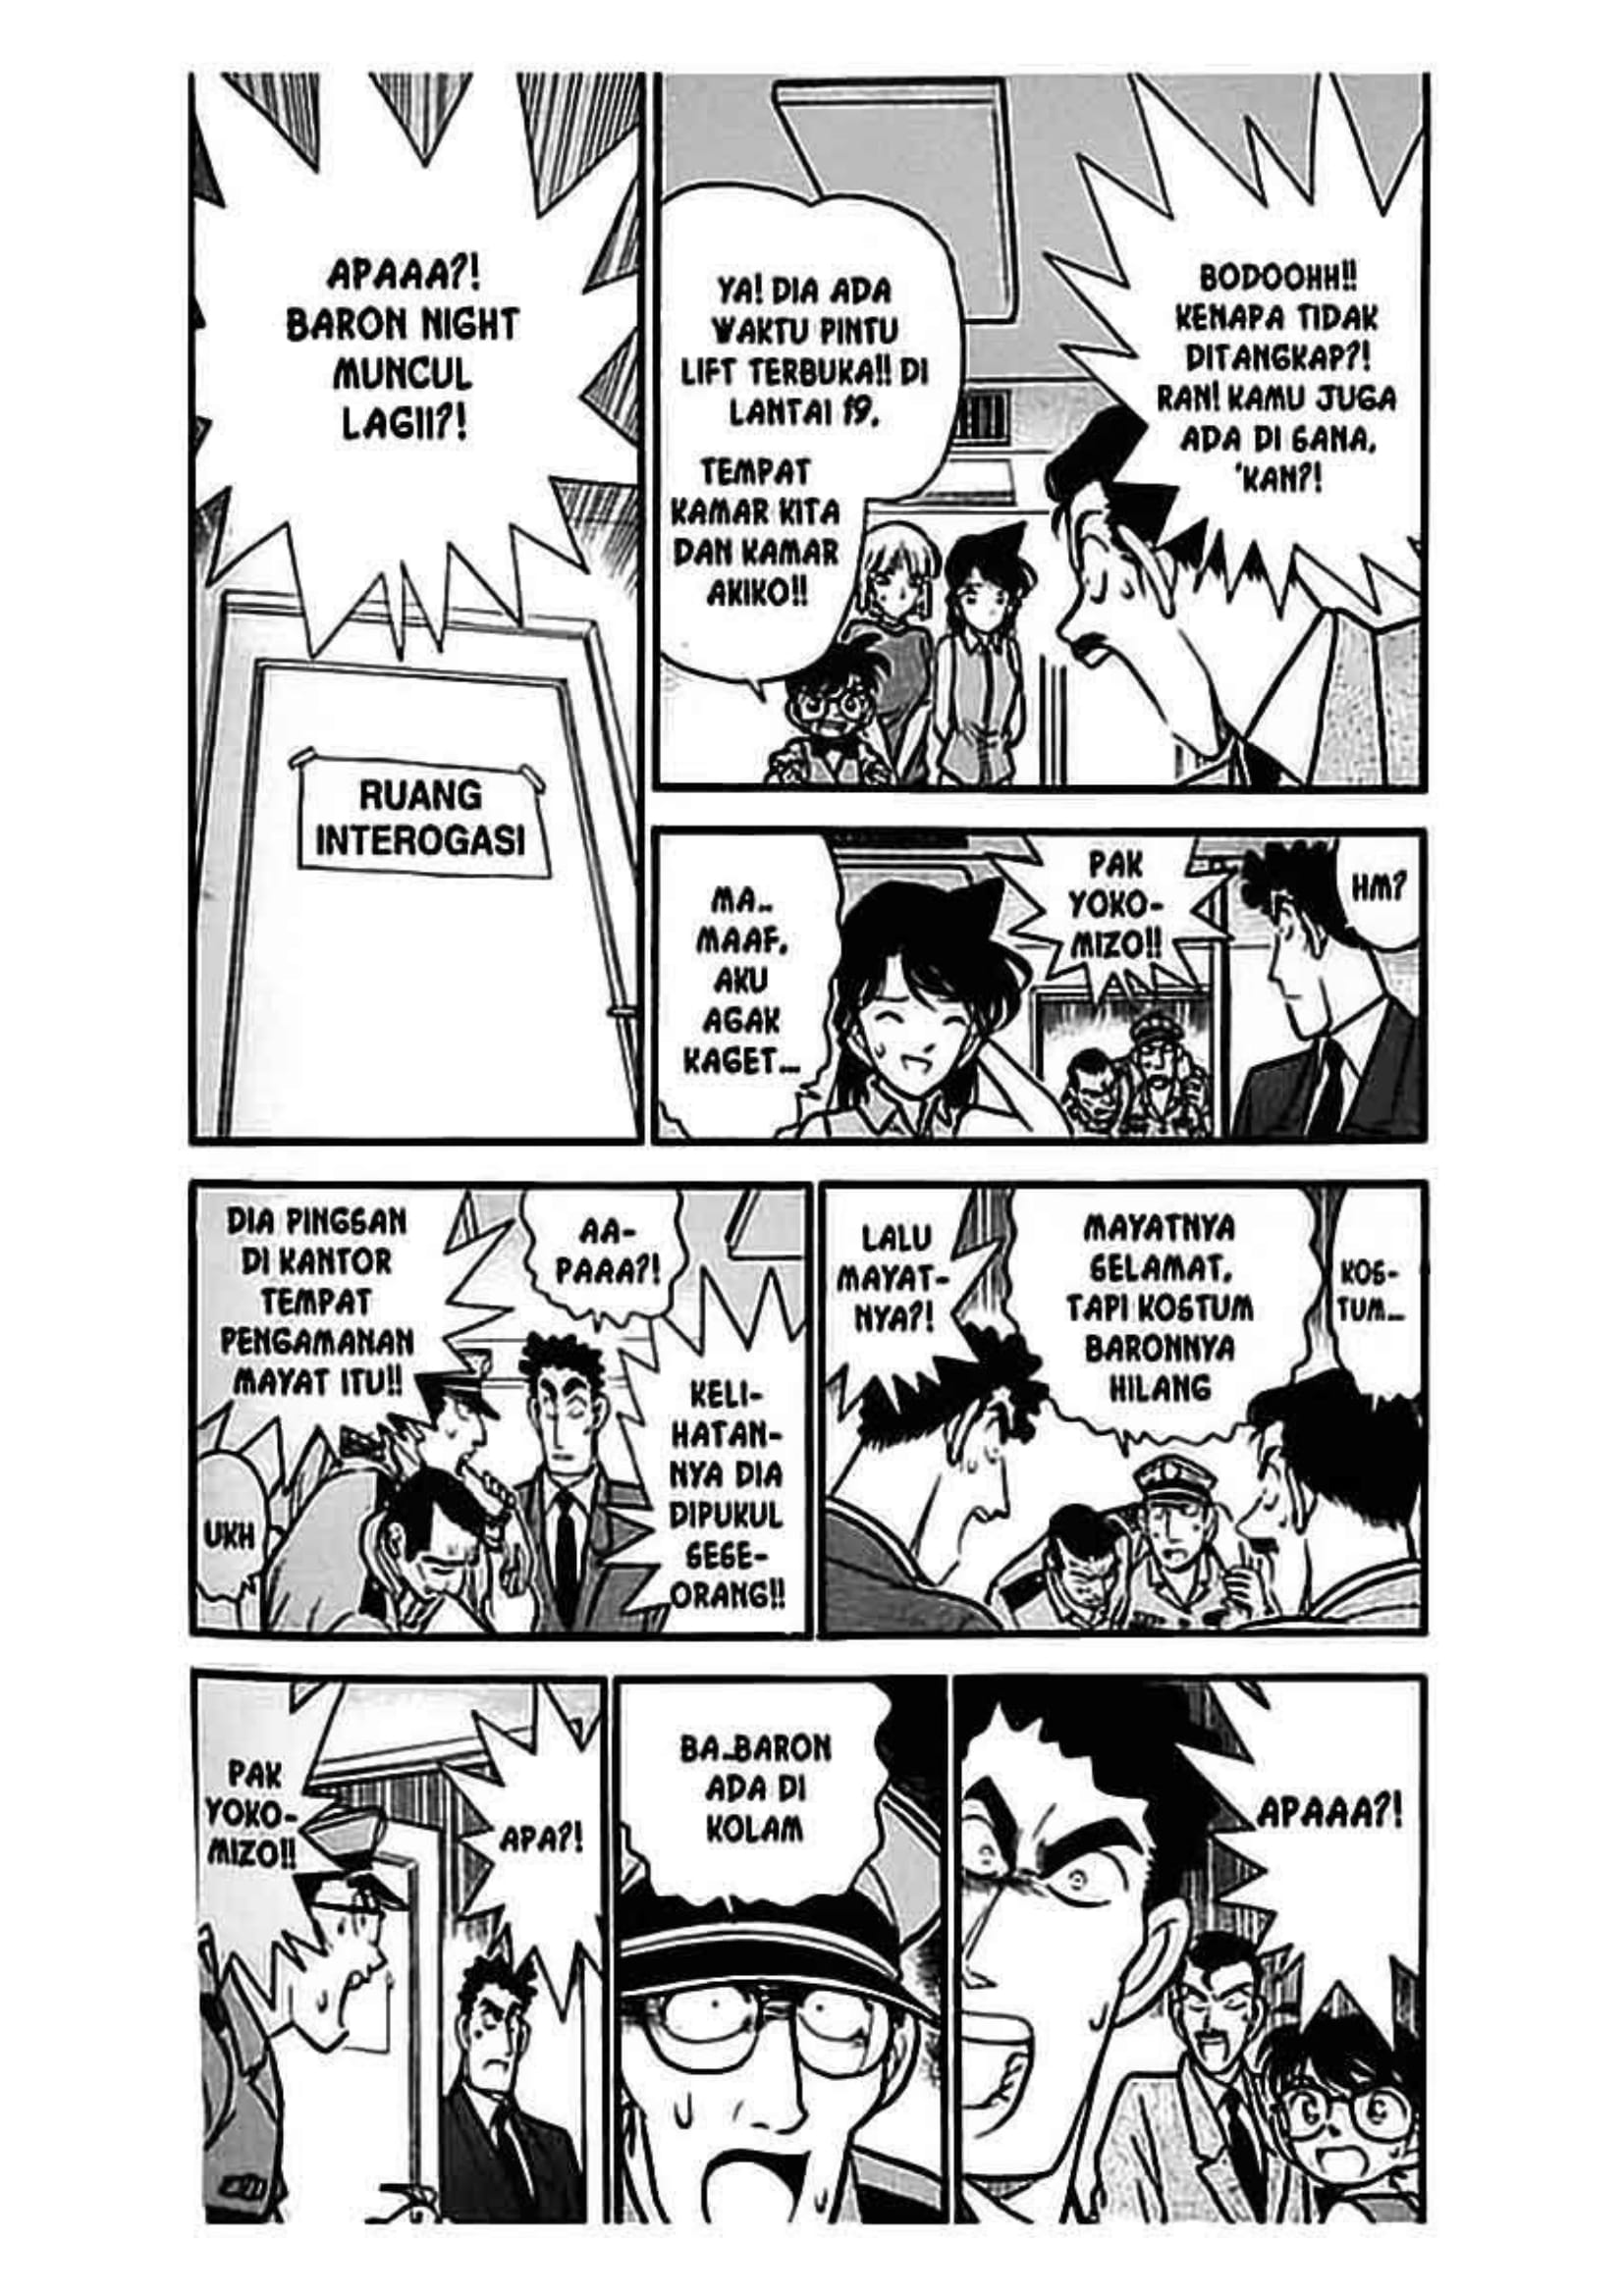 APAAA?!
BARON NIGHT
MUNCUL
LAGII?!
RUANG
INTEROGASI
YA! DIA ADA
WAKTU PINTU
LIFT TERBUKA!! DI
LANTAI 19,
TEMPAT
KAMAR KITA
DAN KAMAR
AKIKO!!
BODOOHH!!
KENAPA TIDAK
DITANGKAP?!
RAN! KAMU JUGA
ADA DI SANA,
'KAN?!
MA..
MAAF,
AKU
AGAK
KAGET...
PAK
YOKO-
MIZO!!
HM?
DIA PINGSAN
DI KANTOR
TEMPAT
PENGAMANAN
MAYAT ITU!!
UKH
AA-
PAAA?!
KELI-
HATAN-
NYA DIA
DIPUKUL
SESE-
ORANG!!
LALU
MAYAT-
NYA?!
MAYATNYA
SELAMAT,
TAPI KOSTUM
BARONNYA
HILANG
KOS-
TUM...
PAK
YOKO-
MIZO!!
APA?!
BA..BARON
ADA DI
KOLAM
APAAA?!